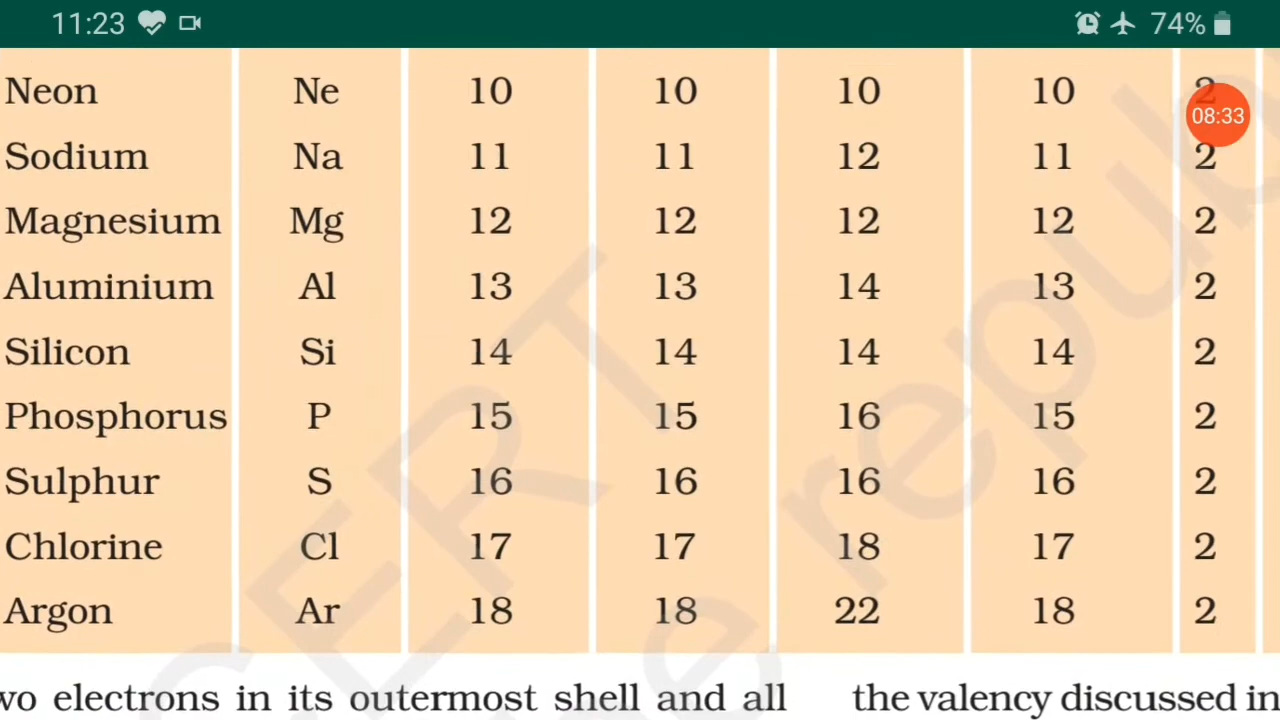 11:23 74%
Neon Ne 10 10 10 10 2
08:33
Sodium Na 11 11 12 11 2
Magnesium Mg 12 12 12 12 2
Aluminium Al 13 13 14 13 2
Silicon Si 14 14 14 14 2
Phosphorus P 15 15 16 15 2
Sulphur S 16 16 16 16 2
Chlorine Cl 17 17 18 17 2
Argon Ar 18 18 22 18 2
wo electrons in its outermost shell and all the valency discussed in
CERT
e repub